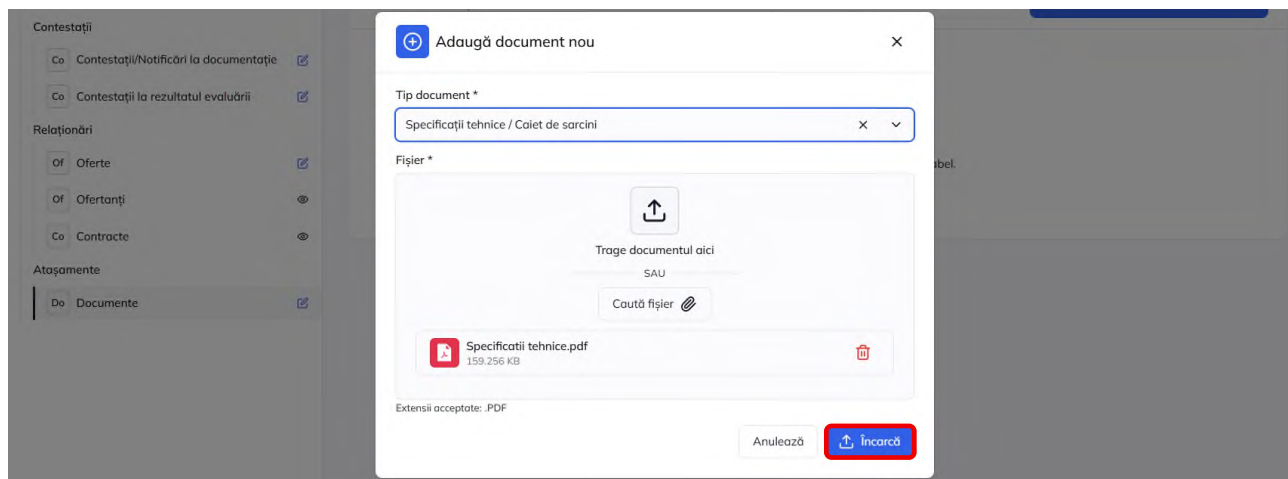 Contestații
Co Contestații/Notificări la documentație
Co Contestații la rezultatul evaluării
Relaționări
Of Oferte
Of Ofertanți
Co Contracte
Atașamente
Do Documente
Adaugă document nou
Tip document *
Specificații tehnice / Caiet de sarcini
Fișier *
Trage documentul aici
SAU
Caută fișier
Specificatii tehnice.pdf
159.256 KB
Extensii acceptate: .PDF
Anulează
Încarcă
abel.